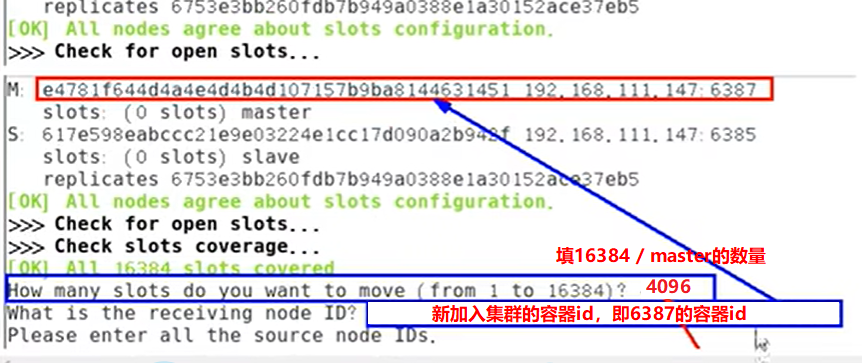 replicates 6753e3bb260fdb7b949a0388e1a30152ace37eb5
[OK] All nodes agree about slots configuration.
>>> Check for open slots...
M: e4781f644d4a4e4d4b4d107157b9ba8144631451 192.168.111.147:6387
slots: (0 slots) master
S: 617e598eabccc21e9e03224e1cc17d090a2b942f 192.168.111.147:6385
slots: (0 slots) slave
replicates 6753e3bb260fdb7b949a0388e1a30152ace37eb5
[OK] All nodes agree about slots configuration.
>>> Check for open slots...
>>> Check slots coverage...
填16384 / master的数量
[OK] All 16384 slots covered
How many slots do you want to move (from 1 to 16384)? 4096
What is the receiving node ID? 新加入集群的容器id，即6387的容器id
Please enter all the source node IDs.